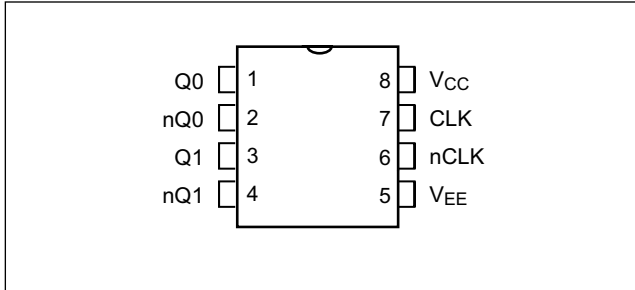 Q0 1 8 VCC
nQ0 2 7 CLK
Q1 3 6 nCLK
nQ1 4 5 VEE